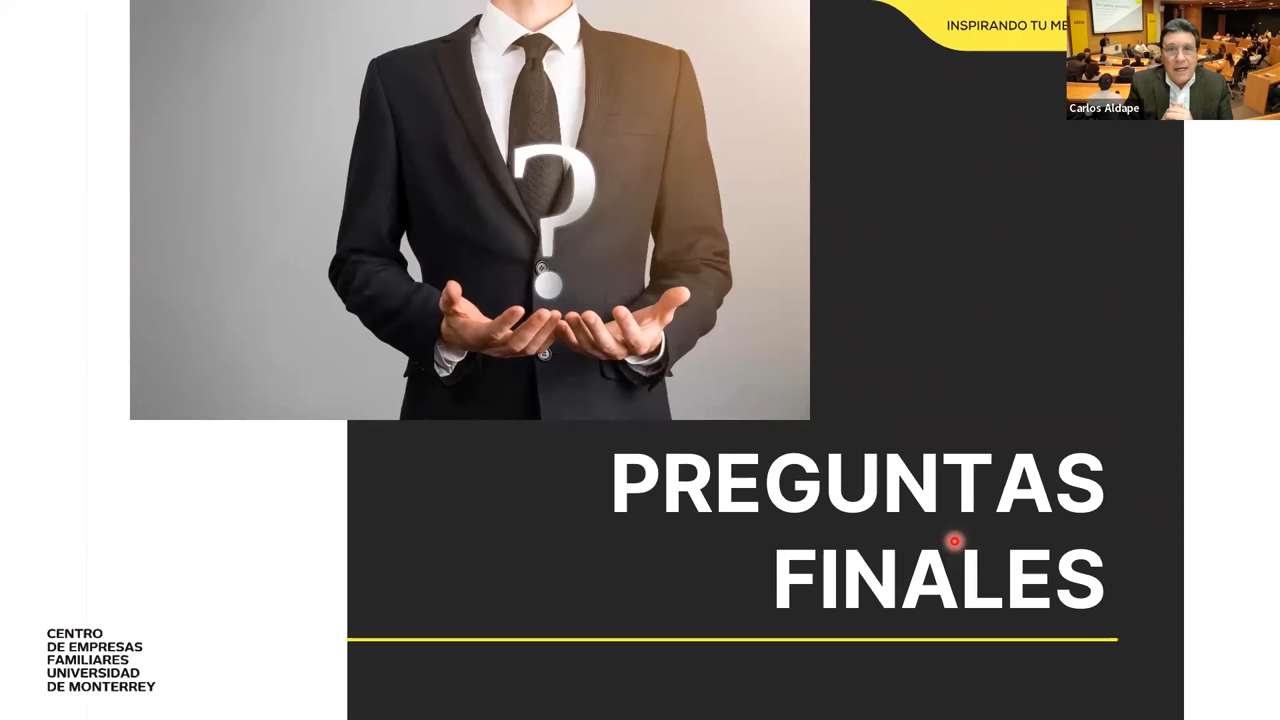 INSPIRANDO TU ME
Carlos Aldape
?
PREGUNTAS
FINALES
CENTRO
DE EMPRESAS
FAMILIARES
UNIVERSIDAD
DE MONTERREY